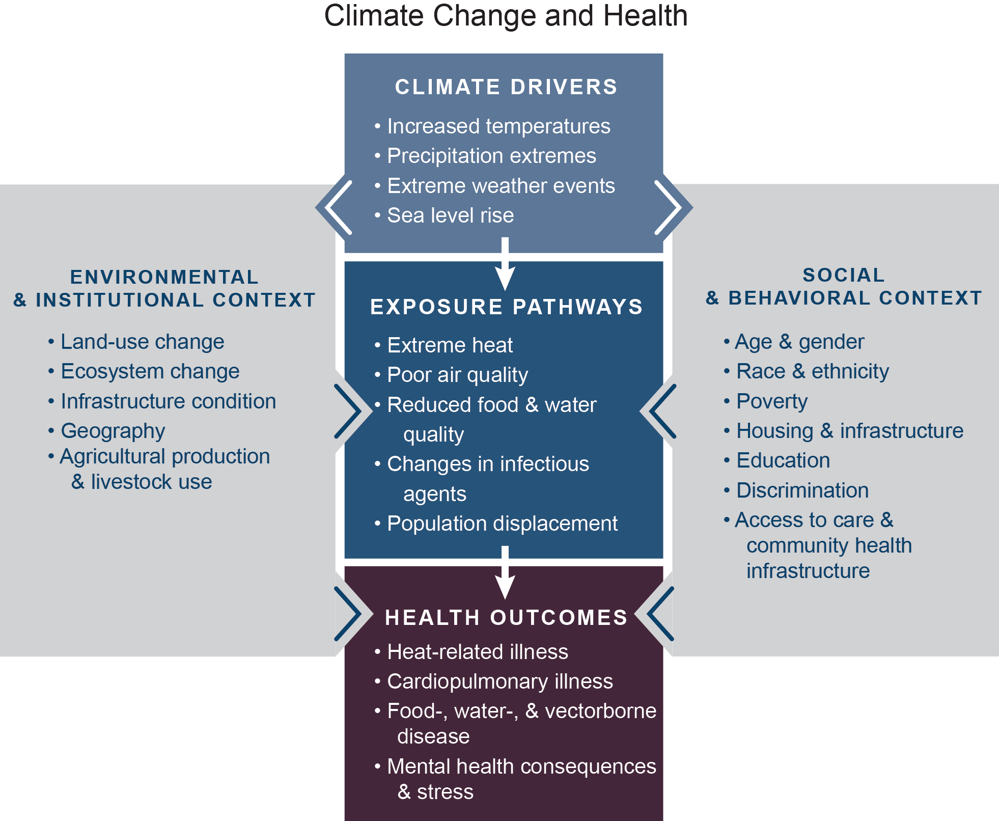 Climate Change and Health
CLIMATE DRIVERS
• Increased temperatures
• Precipitation extremes
• Extreme weather events
• Sea level rise
ENVIRONMENTAL
& INSTITUTIONAL CONTEXT
• Land-use change
• Ecosystem change
• Infrastructure condition
• Geography
• Agricultural production
& livestock use
EXPOSURE PATHWAYS
• Extreme heat
• Poor air quality
• Reduced food & water
quality
• Changes in infectious
agents
• Population displacement
SOCIAL
& BEHAVIORAL CONTEXT
• Age & gender
• Race & ethnicity
• Poverty
• Housing & infrastructure
• Education
• Discrimination
• Access to care &
community health
infrastructure
HEALTH OUTCOMES
• Heat-related illness
• Cardiopulmonary illness
• Food-, water-, & vectorborne
disease
• Mental health consequences
& stress